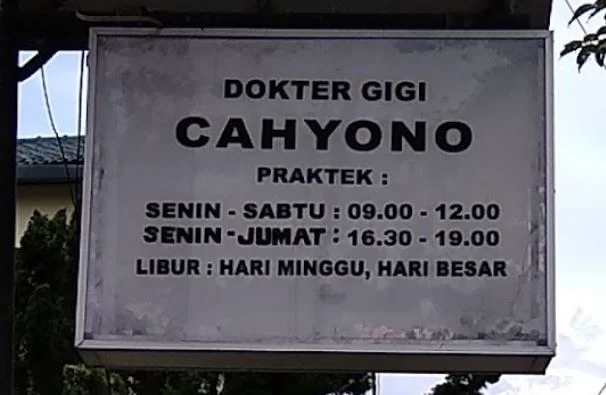 DOKTER GIGI
CAHYONO
PRAKTEK :
SENIN - SABTU : 09.00 - 12.00
SENIN - JUMAT : 16.30 - 19.00
LIBUR : HARI MINGGU, HARI BESAR